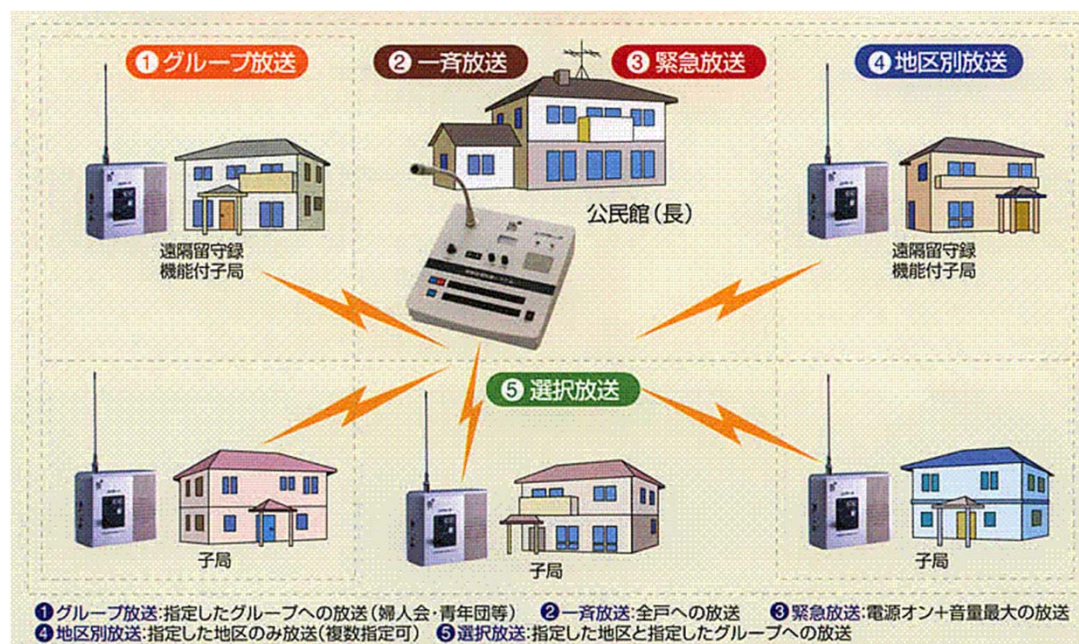 ❶グループ放送
❷一斉放送
❸緊急放送
❹地区別放送
公民館(長)
遠隔留守録
機能付子局
遠隔留守録
機能付子局
❺選択放送
子局
子局
子局
❶グループ放送:指定したグループへの放送(婦人会・青年団等) ❷一斉放送:全戸への放送 ❸緊急放送:電源オン+音量最大の放送
❹地区別放送:指定した地区のみ放送(複数指定可) ❺選択放送:指定した地区と指定したグループへの放送